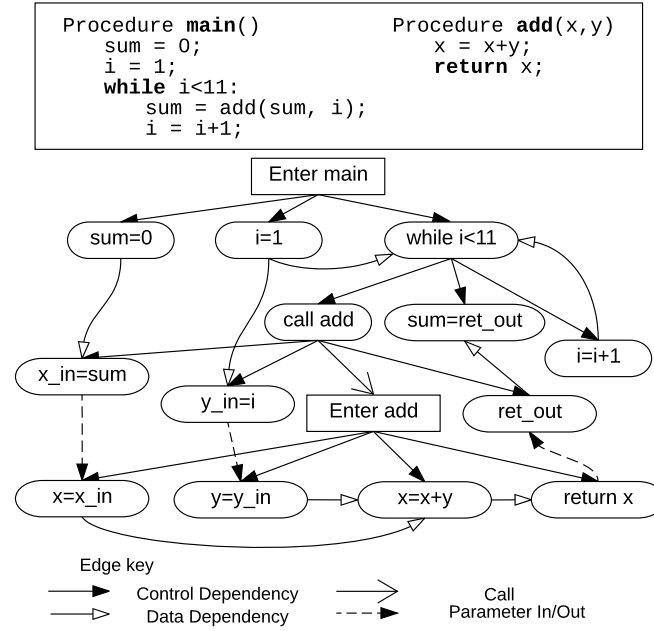 Procedure main()
sum = 0;
i = 1;
while i<11:
sum = add(sum, i);
i = i+1;
Procedure add(x,y)
x = x+y;
return x;
Enter main
sum=0
i=1
while i<11
call add
sum=ret_out
i=i+1
x_in=sum
y_in=i
Enter add
ret_out
x=x_in
y=y_in
x=x+y
return x
Edge key
Control Dependency
Call
Data Dependency
Parameter In/Out